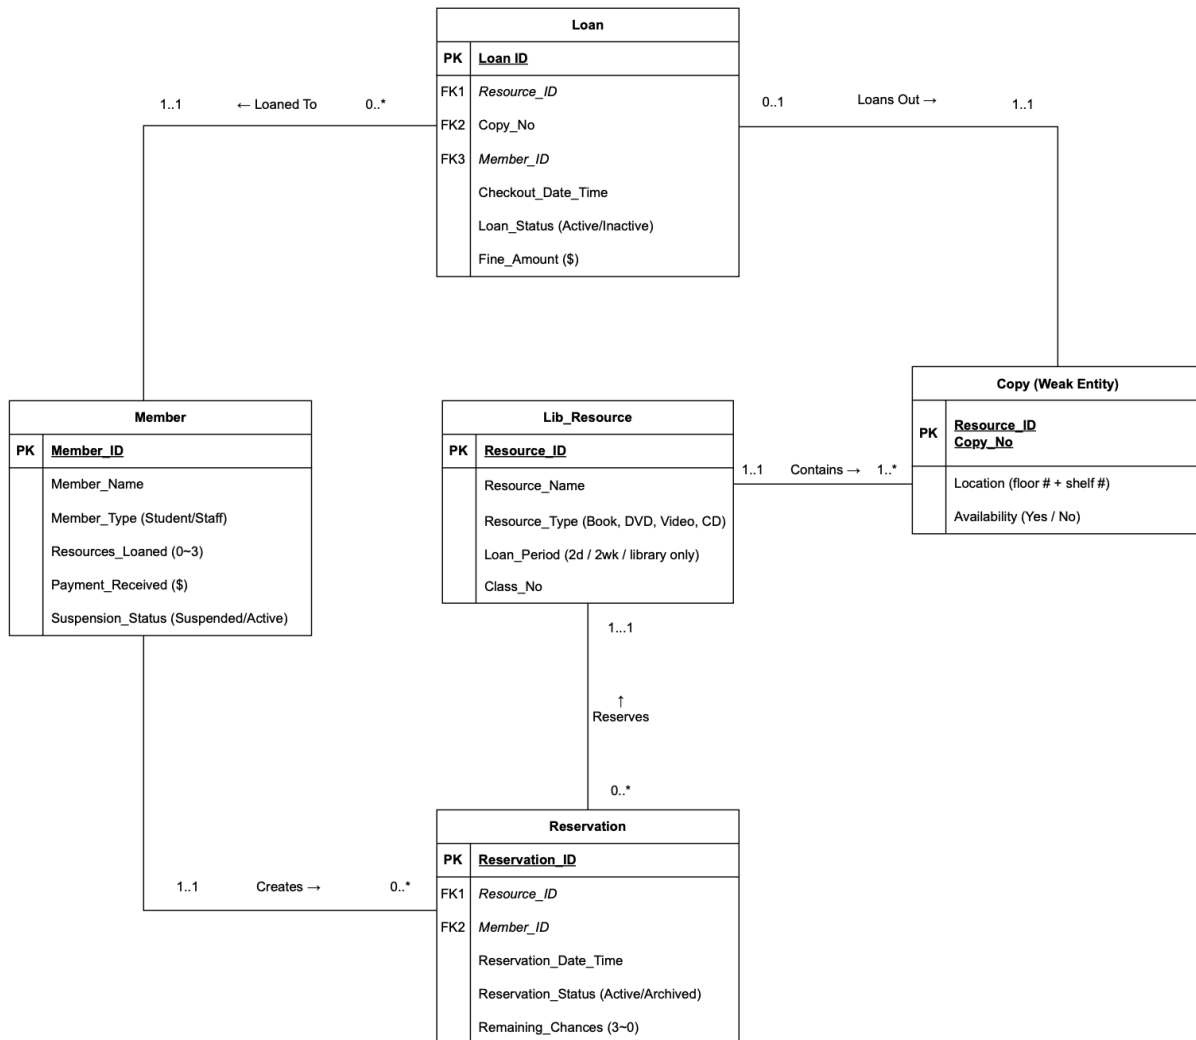 Loan
PK Loan ID
FK1 Resource_ID
FK2 Copy_No
FK3 Member_ID
Checkout_Date_Time
Loan_Status (Active/Inactive)
Fine_Amount ($)
1..1 ← Loaned To 0..*
0..1 Loans Out → 1..1
Member
PK Member_ID
Member_Name
Member_Type (Student/Staff)
Resources_Loaned (0~3)
Payment_Received ($)
Suspension_Status (Suspended/Active)
Lib_Resource
PK Resource_ID
Resource_Name
Resource_Type (Book, DVD, Video, CD)
Loan_Period (2d / 2wk / library only)
Class_No
1..1 Contains → 1..*
Copy (Weak Entity)
PK Resource_ID
Copy_No
Location (floor # + shelf #)
Availability (Yes / No)
1...1
↑
Reserves
0..*
1..1 Creates → 0..*
Reservation
PK Reservation_ID
FK1 Resource_ID
FK2 Member_ID
Reservation_Date_Time
Reservation_Status (Active/Archived)
Remaining_Chances (3~0)